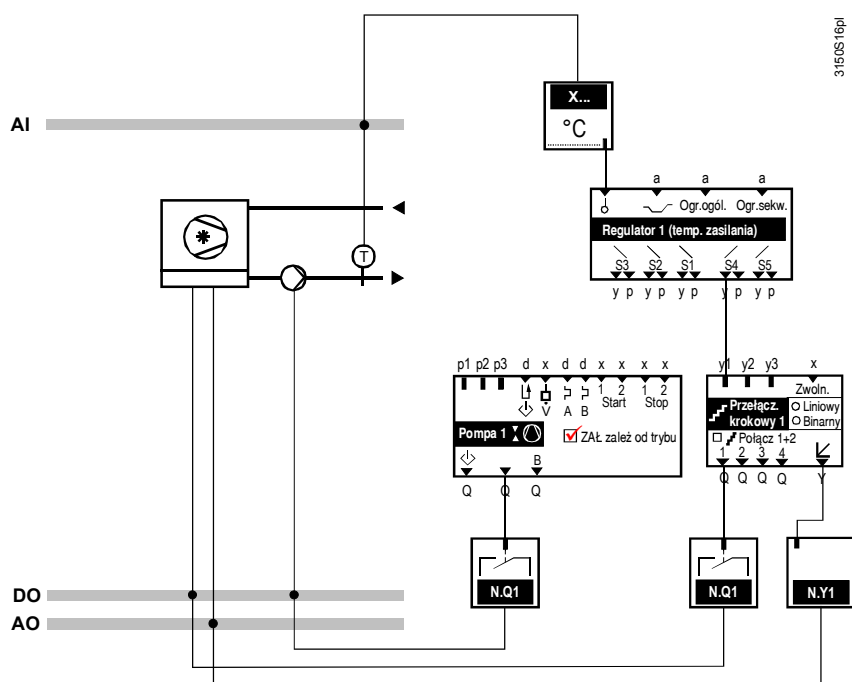 3150S16pl
X...
°C
AI
a a a
Ogr.ogól. Ogr.sekw.
Regulator 1 (temp. zasilania)
T
S3 S2 S1 S4 S5
y p y p y p y p y p
p1 p2 p3 d x d d x x x x
1 2 1 2
V A B Start Stop
Pompa 1 ZAŁ zależ od trybu
B
Q Q Q
y1 y2 y3 x
Zwoln.
Przełącz. krokowy 1
Liniowy
Binarny
Połącz 1+2
1 2 3 4
Q Q Q Q Y
N.Q1 N.Q1 N.Y1
DO
AO